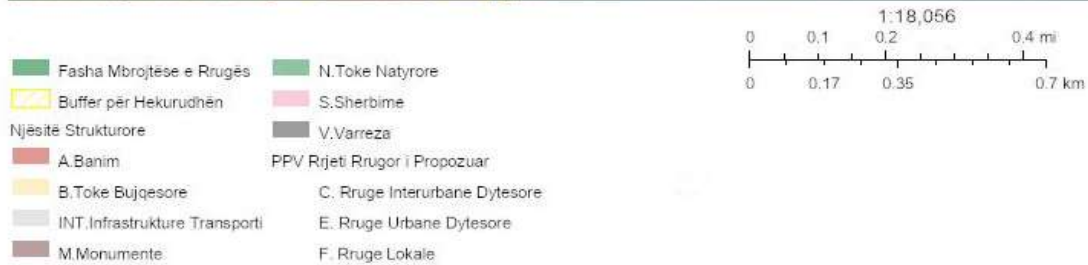 1:18,056
0 0.1 0.2 0.4 mi
0 0.17 0.35 0.7 km
Fasha Mbrojtëse e Rrugës
Buffer për Hekurudhën
Njësitë Strukturore
A.Banim
B.Toke Bujqesore
INT.Infrastrukture Transporti
M.Monumente
N.Toke Natyrore
S.Sherbime
V.Varreza
PPV Rrjeti Rrugor i Propozuar
C. Rruge Interurbane Dytesore
E. Rruge Urbane Dytesore
F. Rruge Lokale